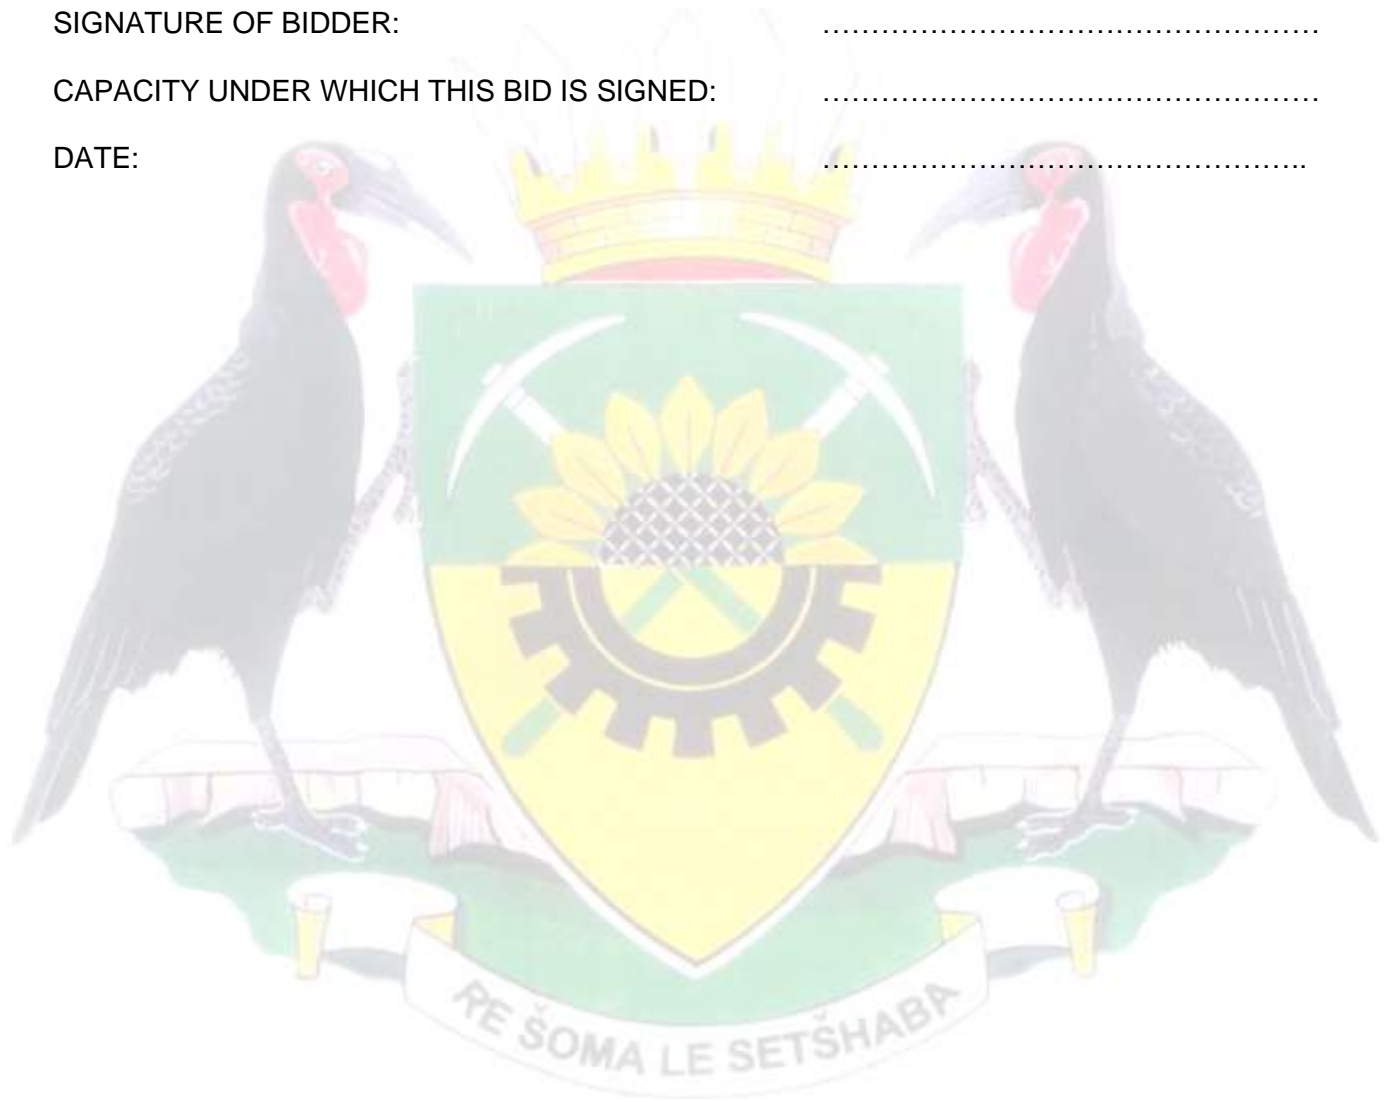 SIGNATURE OF BIDDER: ……………………………………………
CAPACITY UNDER WHICH THIS BID IS SIGNED: ……………………………………………
DATE: …………………………………………..
RE ŠOMA LE SETŠHABA